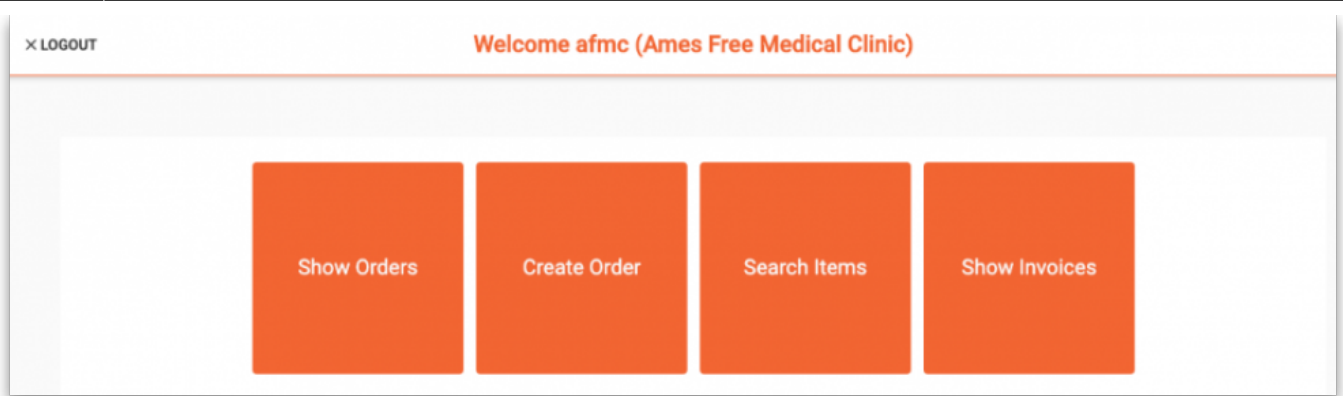 × LOGOUT
Welcome afmc (Ames Free Medical Clinic)
Show Orders
Create Order
Search Items
Show Invoices